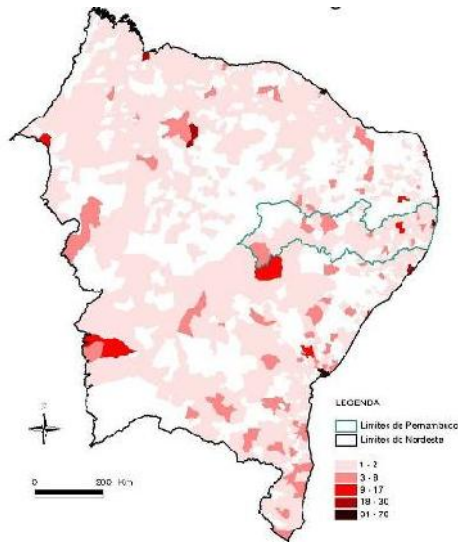 LEGENDA
Limites de Pernambuco
Limites do Nordeste
1 - 2
3 - 8
9 - 17
18 - 30
31 - 70
0 200 Km